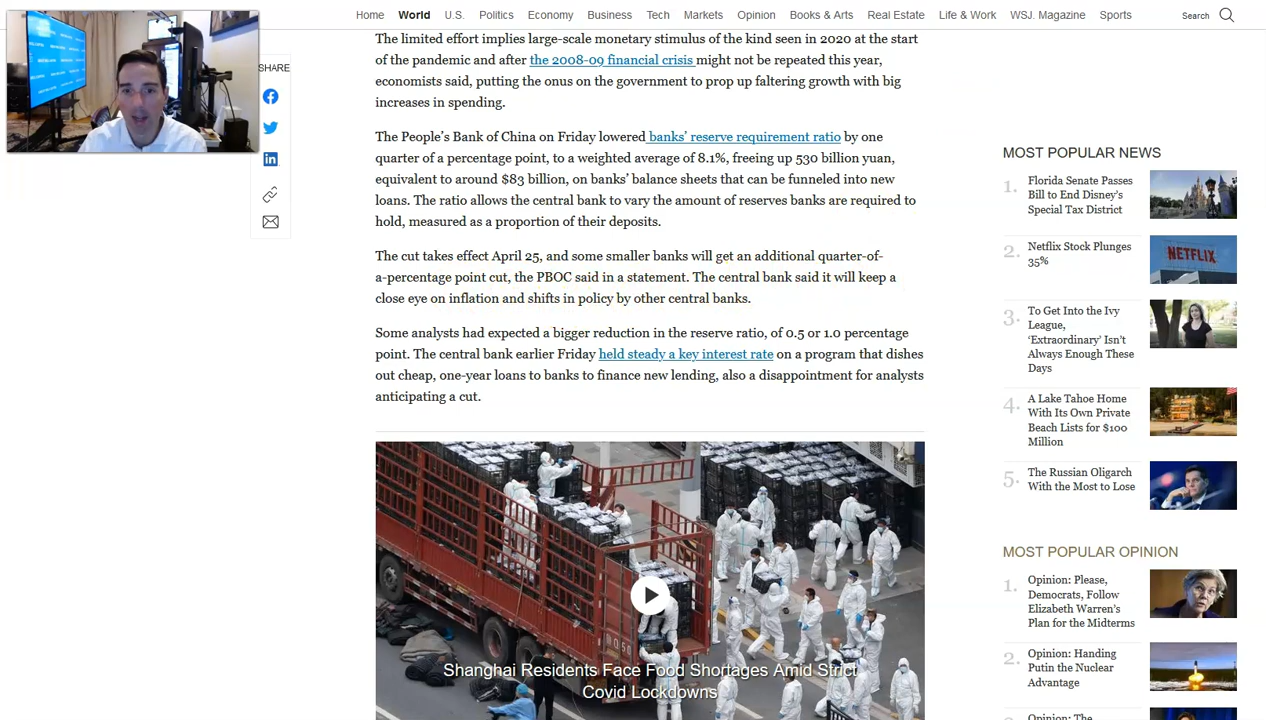 Home World U.S. Politics Economy Business Tech Markets Opinion Books & Arts Real Estate Life & Work WSJ. Magazine Sports Search
SHARE
The limited effort implies large-scale monetary stimulus of the kind seen in 2020 at the start
of the pandemic and after the 2008-09 financial crisis might not be repeated this year,
economists said, putting the onus on the government to prop up faltering growth with big
increases in spending.
The People's Bank of China on Friday lowered banks' reserve requirement ratio by one
quarter of a percentage point, to a weighted average of 8.1%, freeing up 530 billion yuan,
equivalent to around $83 billion, on banks' balance sheets that can be funneled into new
loans. The ratio allows the central bank to vary the amount of reserves banks are required to
hold, measured as a proportion of their deposits.
The cut takes effect April 25, and some smaller banks will get an additional quarter-of-
a-percentage point cut, the PBOC said in a statement. The central bank said it will keep a
close eye on inflation and shifts in policy by other central banks.
Some analysts had expected a bigger reduction in the reserve ratio, of 0.5 or 1.0 percentage
point. The central bank earlier Friday held steady a key interest rate on a program that dishes
out cheap, one-year loans to banks to finance new lending, also a disappointment for analysts
anticipating a cut.
Shanghai Residents Face Food Shortages Amid Strict
Covid Lockdowns
MOST POPULAR NEWS
1. Florida Senate Passes
Bill to End Disney's
Special Tax District
2. Netflix Stock Plunges
35%
NETFLIX
3. To Get Into the Ivy
League,
'Extraordinary' Isn't
Always Enough These
Days
4. A Lake Tahoe Home
With Its Own Private
Beach Lists for $100
Million
5. The Russian Oligarch
With the Most to Lose
MOST POPULAR OPINION
1. Opinion: Please,
Democrats, Follow
Elizabeth Warren's
Plan for the Midterms
2. Opinion: Handing
Putin the Nuclear
Advantage
Opinion: The